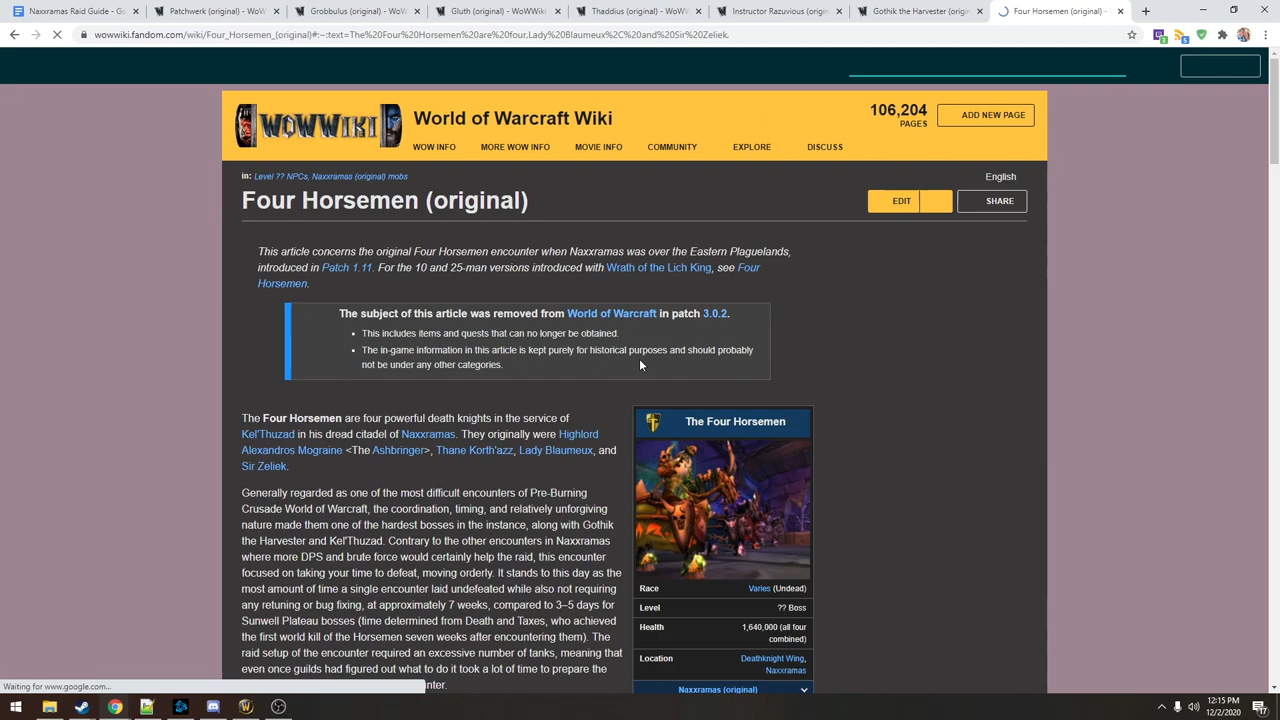 Naxxramas Raid Guide - Go
Patchwerk (original) - WoW
Grobbulus (original) - WoW
Gluth (original) - WoWWiki
Thaddius (original) - WoW
Instructor Razuvious (origin
Gothik the Harvester (origin
Four Horsemen (original) -
wowwiki.fandom.com/wiki/Four_Horsemen_(original)#:~:text=The%20Four%20Horsemen%20are%20four,Lady%20Blaumeux%2C%20and%20Sir%20Zeliek.
WOWWIKI
World of Warcraft Wiki
106,204
PAGES
ADD NEW PAGE
WOW INFO
MORE WOW INFO
MOVIE INFO
COMMUNITY
EXPLORE
DISCUSS
in: Level ?? NPCs, Naxxramas (original) mobs
English
Four Horsemen (original)
EDIT
SHARE
This article concerns the original Four Horsemen encounter when Naxxramas was over the Eastern Plaguelands,
introduced in Patch 1.11. For the 10 and 25-man versions introduced with Wrath of the Lich King, see Four
Horsemen.
The subject of this article was removed from World of Warcraft in patch 3.0.2.
• This includes items and quests that can no longer be obtained.
• The in-game information in this article is kept purely for historical purposes and should probably
not be under any other categories.
The Four Horsemen are four powerful death knights in the service of
Kel'Thuzad in his dread citadel of Naxxramas. They originally were Highlord
Alexandros Mograine <The Ashbringer>, Thane Korth'azz, Lady Blaumeux, and
Sir Zeliek.
Generally regarded as one of the most difficult encounters of Pre-Burning
Crusade World of Warcraft, the coordination, timing, and relatively unforgiving
nature made them one of the hardest bosses in the instance, along with Gothik
the Harvester and Kel'Thuzad. Contrary to the other encounters in Naxxramas
where more DPS and brute force would certainly help the raid, this encounter
focused on taking your time to defeat, moving orderly. It stands to this day as the
most amount of time a single encounter laid undefeated while also not requiring
any retuning or bug fixing, at approximately 7 weeks, compared to 3–5 days for
Sunwell Plateau bosses (time determined from Death and Taxes, who achieved
the first world kill of the Horsemen seven weeks after encountering them). The
raid setup of the encounter required an excessive number of tanks, meaning that
even once guilds had figured out what to do it took a lot of time to prepare the
unter.
The Four Horsemen
Race
Varies (Undead)
Level
?? Boss
Health
1,640,000 (all four
combined)
Location
Deathknight Wing,
Naxxramas
Naxxramas (original)
Waiting for www.google.com...
12:15 PM
12/2/2020
17